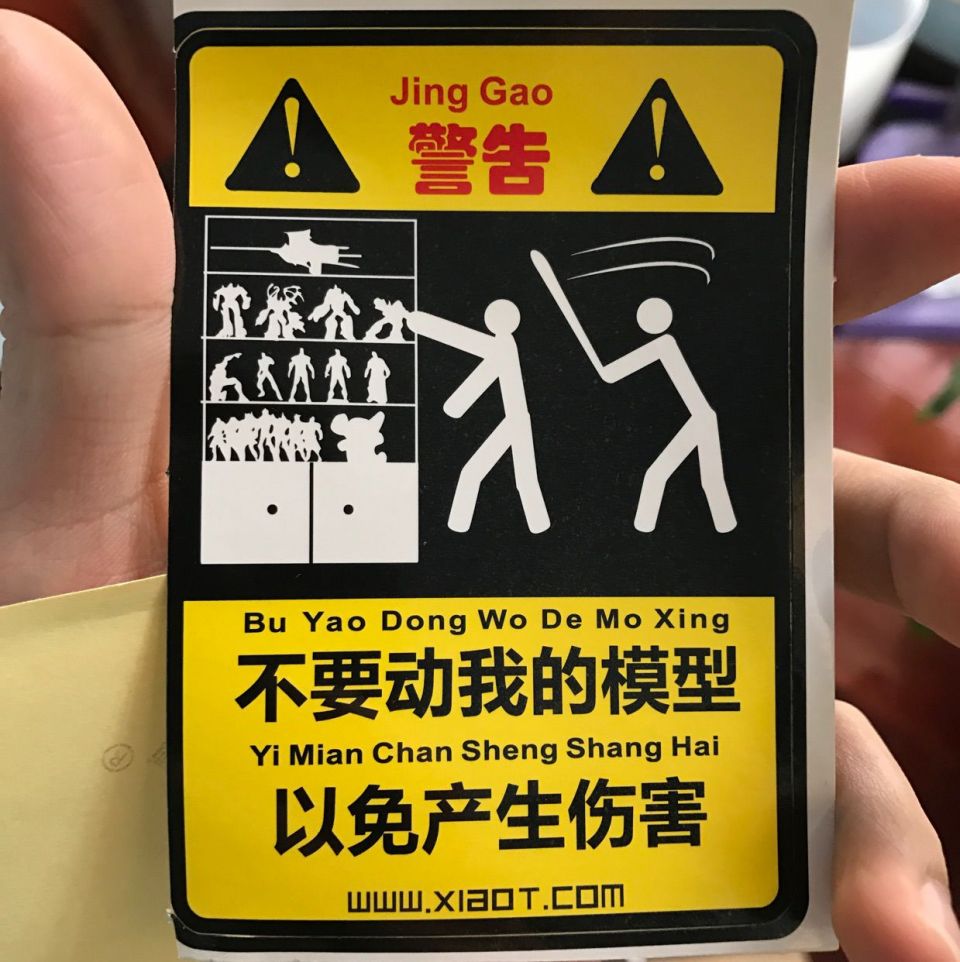 Jing Gao
警告
Bu Yao Dong Wo De Mo Xing
不要动我的模型
Yi Mian Chan Sheng Shang Hai
以免产生伤害
www.xiaot.com